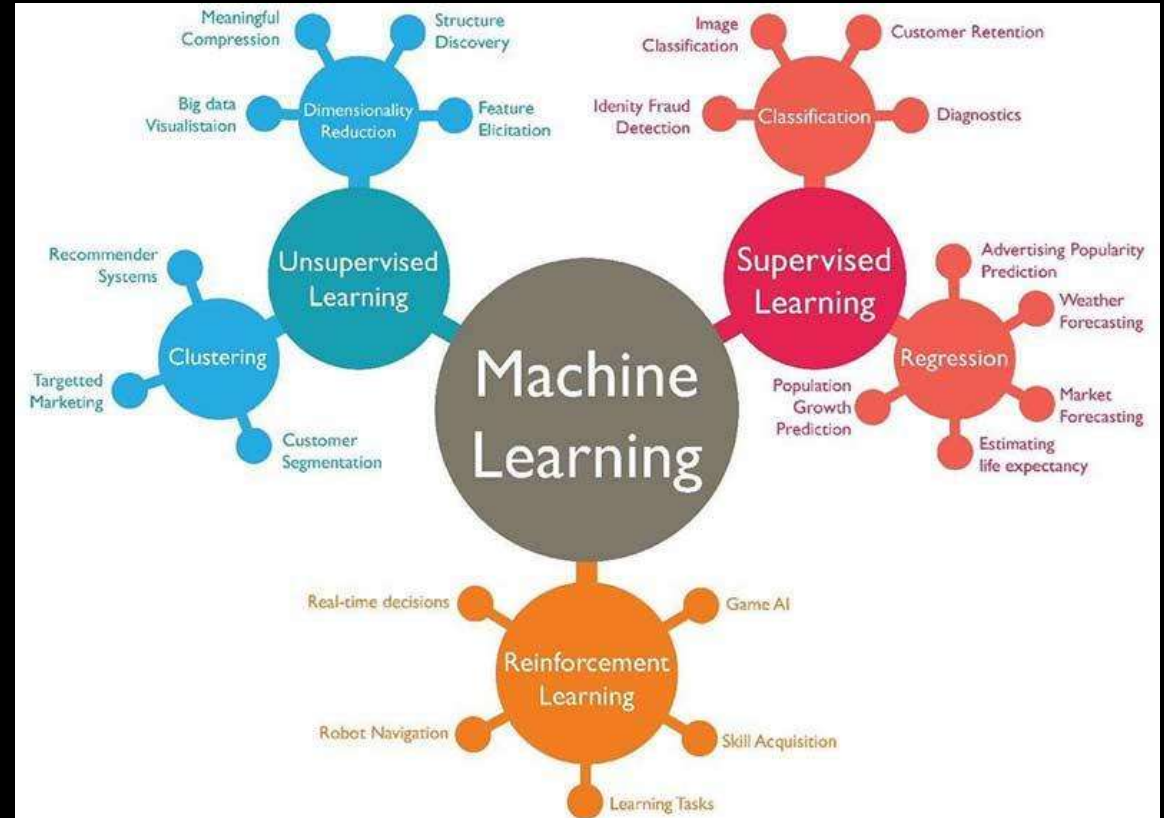 Meaningful
Compression
Structure
Discovery
Big data
Visualistaion
Dimensionality
Reduction
Feature
Elicitation
Image
Classification
Customer Retention
Idenity Fraud
Detection
Classification
Diagnostics
Recommender
Systems
Unsupervised
Learning
Clustering
Targetted
Marketing
Customer
Segmentation
Machine
Learning
Supervised
Learning
Advertising Popularity
Prediction
Weather
Forecasting
Regression
Population
Growth
Prediction
Market
Forecasting
Estimating
life expectancy
Real-time decisions
Game AI
Reinforcement
Learning
Robot Navigation
Skill Acquisition
Learning Tasks